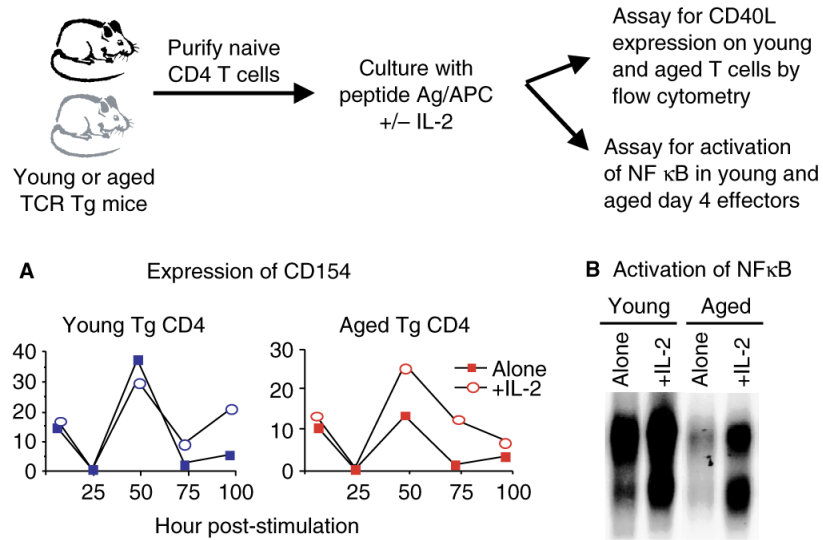 Purify naive
CD4 T cells
Young or aged
TCR Tg mice
Culture with
peptide Ag/APC
+/– IL-2
Assay for CD40L
expression on young
and aged T cells by
flow cytometry
Assay for activation
of NF κB in young and
aged day 4 effectors
A Expression of CD154
Young Tg CD4
40
30
20
10
0
25 50 75 100
Aged Tg CD4
30
20
10
0
25 50 75 100
Alone
+IL-2
Hour post-stimulation
B Activation of NFκB
Young Aged
Alone +IL-2 Alone +IL-2